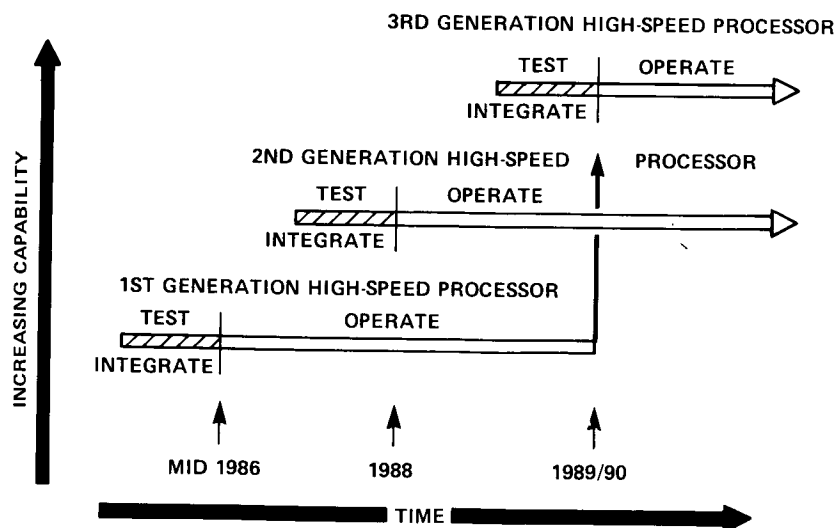 3RD GENERATION HIGH-SPEED PROCESSOR
TEST OPERATE
INTEGRATE
2ND GENERATION HIGH-SPEED PROCESSOR
TEST OPERATE
INTEGRATE
1ST GENERATION HIGH-SPEED PROCESSOR
TEST OPERATE
INTEGRATE
INCREASING CAPABILITY
MID 1986 1988 1989/90
TIME